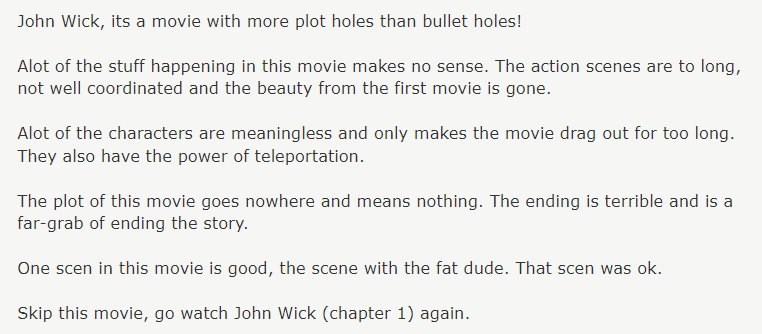 John Wick, its a movie with more plot holes than bullet holes!
Alot of the stuff happening in this movie makes no sense. The action scenes are to long,
not well coordinated and the beauty from the first movie is gone.
Alot of the characters are meaningless and only makes the movie drag out for too long.
They also have the power of teleportation.
The plot of this movie goes nowhere and means nothing. The ending is terrible and is a
far-grab of ending the story.
One scen in this movie is good, the scene with the fat dude. That scen was ok.
Skip this movie, go watch John Wick (chapter 1) again.